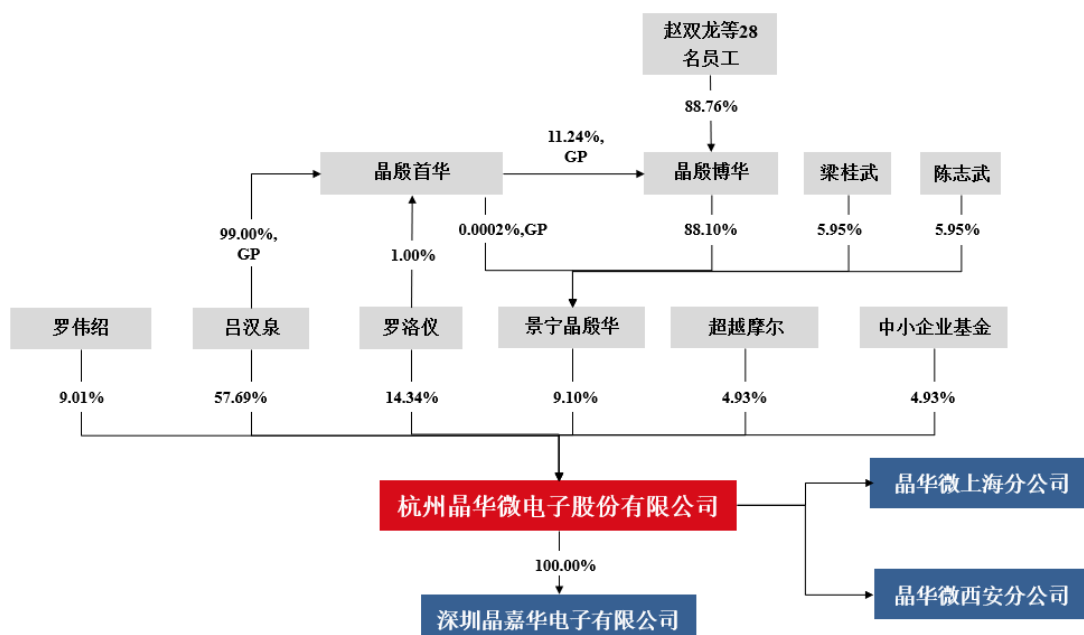 赵双龙等28
名员工
88.76%
11.24%,
GP
晶殷首华
晶殷博华
梁桂武
陈志武
99.00%,
GP
1.00%
0.0002%,GP
88.10%
5.95%
5.95%
罗伟绍
吕汉泉
罗洛仪
景宁晶殷华
超越摩尔
中小企业基金
9.01%
57.69%
14.34%
9.10%
4.93%
4.93%
杭州晶华微电子股份有限公司
晶华微上海分公司
100.00%
晶华微西安分公司
深圳晶嘉华电子有限公司